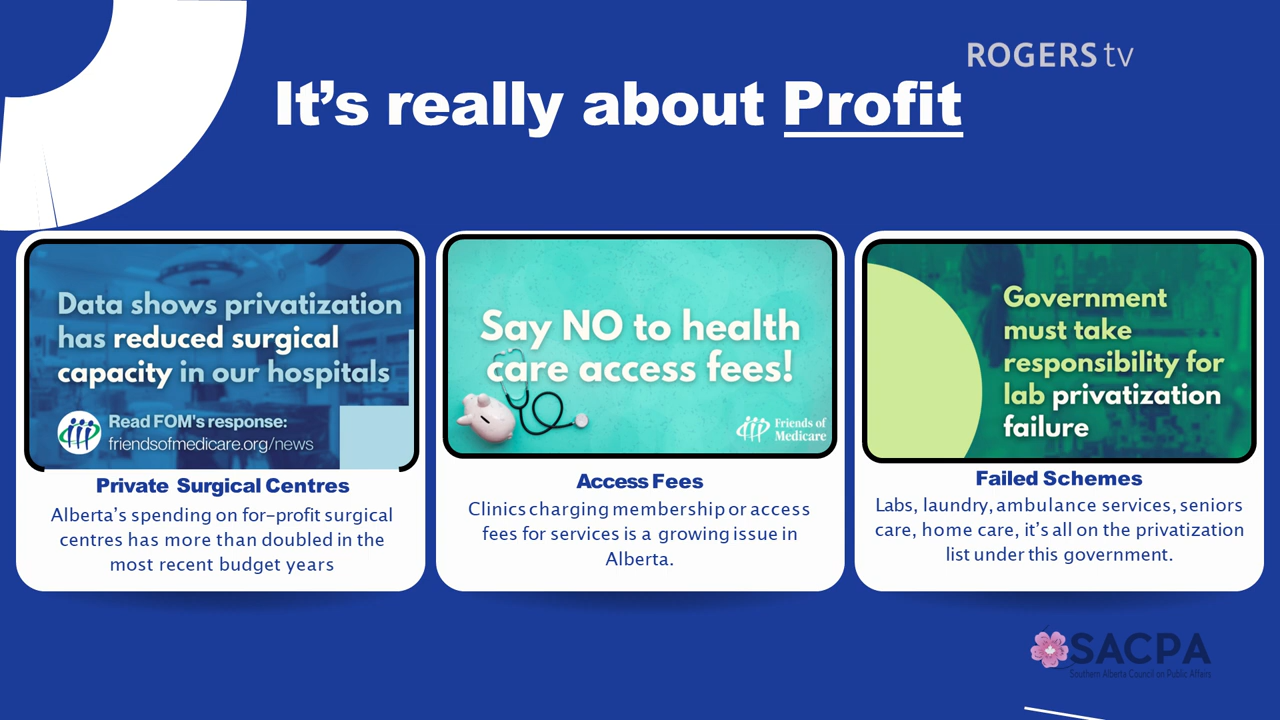 ROGERS tv
It's really about Profit
Data shows privatization
has reduced surgical
capacity in our hospitals
Read FOM's response:
friendsofmedicare.org/news
Private Surgical Centres
Alberta's spending on for-profit surgical
centres has more than doubled in the
most recent budget years
Say NO to health
care access fees!
Friends of
Medicare
Access Fees
Clinics charging membership or access
fees for services is a growing issue in
Alberta.
Government
must take
responsibility for
lab privatization
failure
Failed Schemes
Labs, laundry, ambulance services, seniors
care, home care, it's all on the privatization
list under this government.
SACPA
Southern Alberta Council on Public Affairs